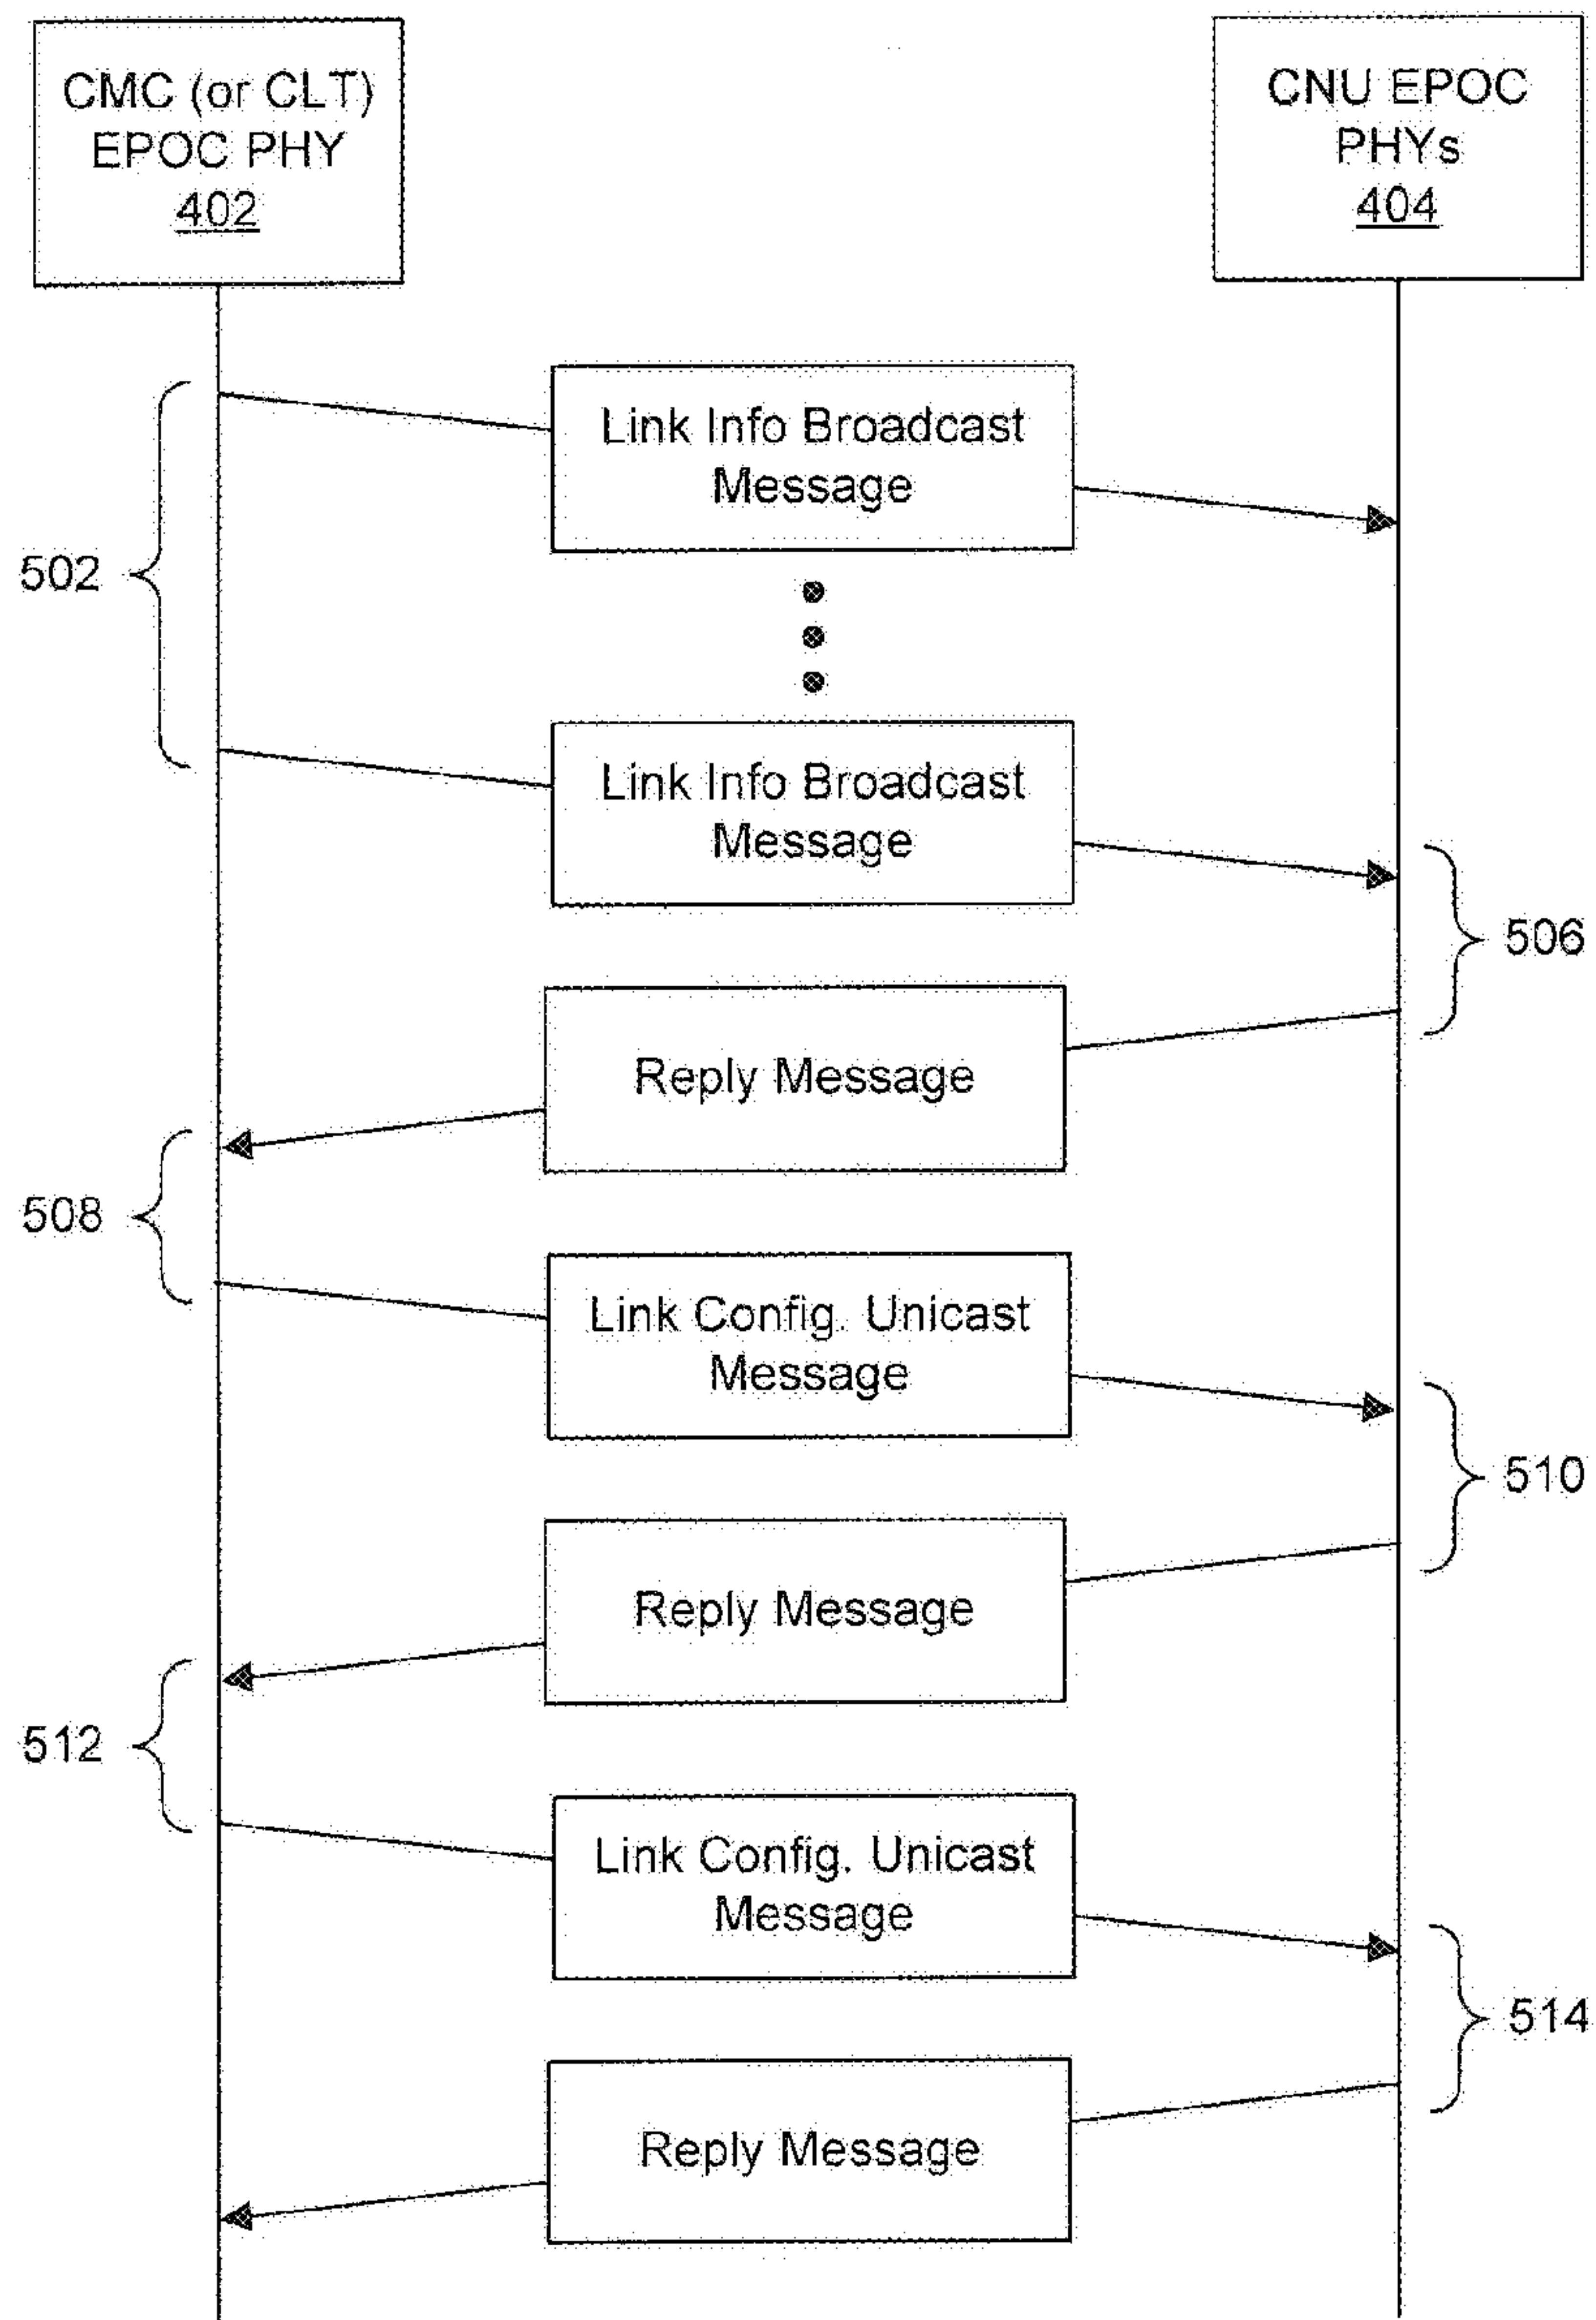 CMC (or CLT)
EPOC PHY
402
CNU EPOC
PHYs
404
Link Info Broadcast
Message
502
Link Info Broadcast
Message
506
Reply Message
508
Link Config. Unicast
Message
510
Reply Message
512
Link Config. Unicast
Message
514
Reply Message